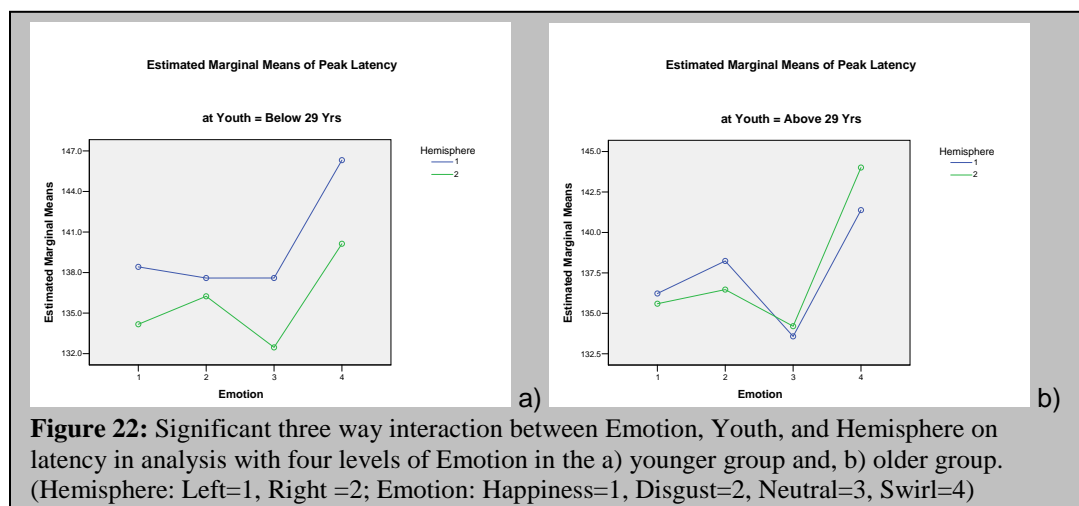 Estimated Marginal Means of Peak Latency
at Youth = Below 29 Yrs
Hemisphere
1
2
Estimated Marginal Means
147.0
144.0
141.0
138.0
135.0
132.0
1 2 3 4
Emotion
a)
Estimated Marginal Means of Peak Latency
at Youth = Above 29 Yrs
Hemisphere
1
2
Estimated Marginal Means
145.0
142.5
140.0
137.5
135.0
132.5
1 2 3 4
Emotion
b)
Figure 22: Significant three way interaction between Emotion, Youth, and Hemisphere on
latency in analysis with four levels of Emotion in the a) younger group and, b) older group.
(Hemisphere: Left=1, Right =2; Emotion: Happiness=1, Disgust=2, Neutral=3, Swirl=4)